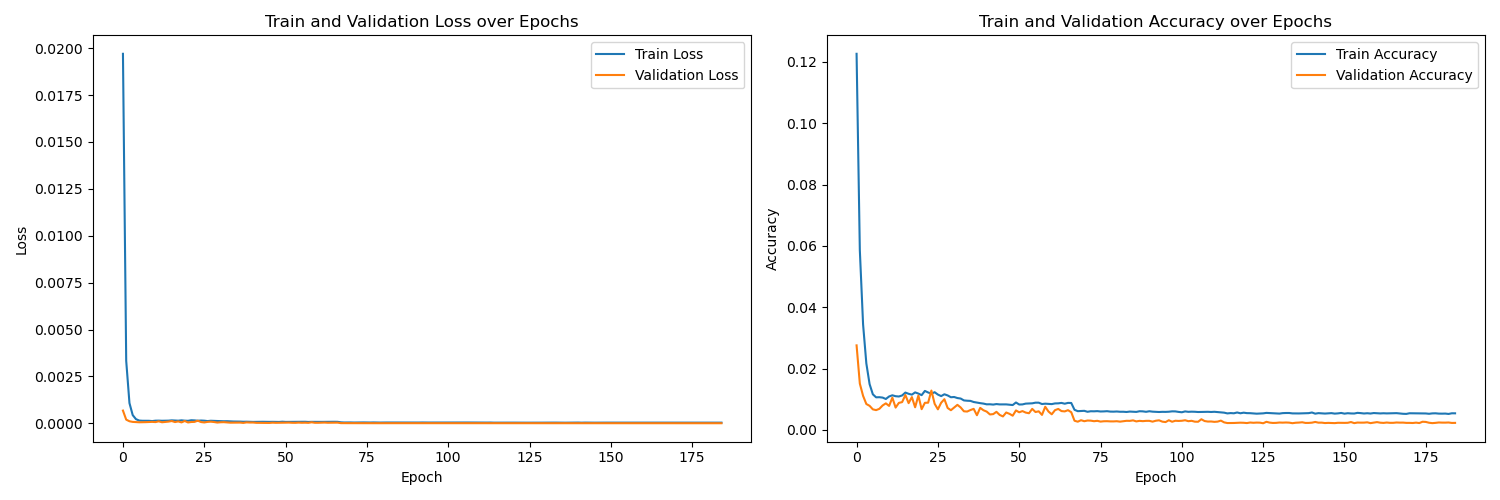 Train and Validation Loss over Epochs
0.0200
0.0175
0.0150
0.0125
0.0100
0.0075
0.0050
0.0025
0.0000
Loss
Train Loss
Validation Loss
0 25 50 75 100 125 150 175
Epoch
Train and Validation Accuracy over Epochs
0.12
0.10
0.08
0.06
0.04
0.02
0.00
Accuracy
Train Accuracy
Validation Accuracy
0 25 50 75 100 125 150 175
Epoch